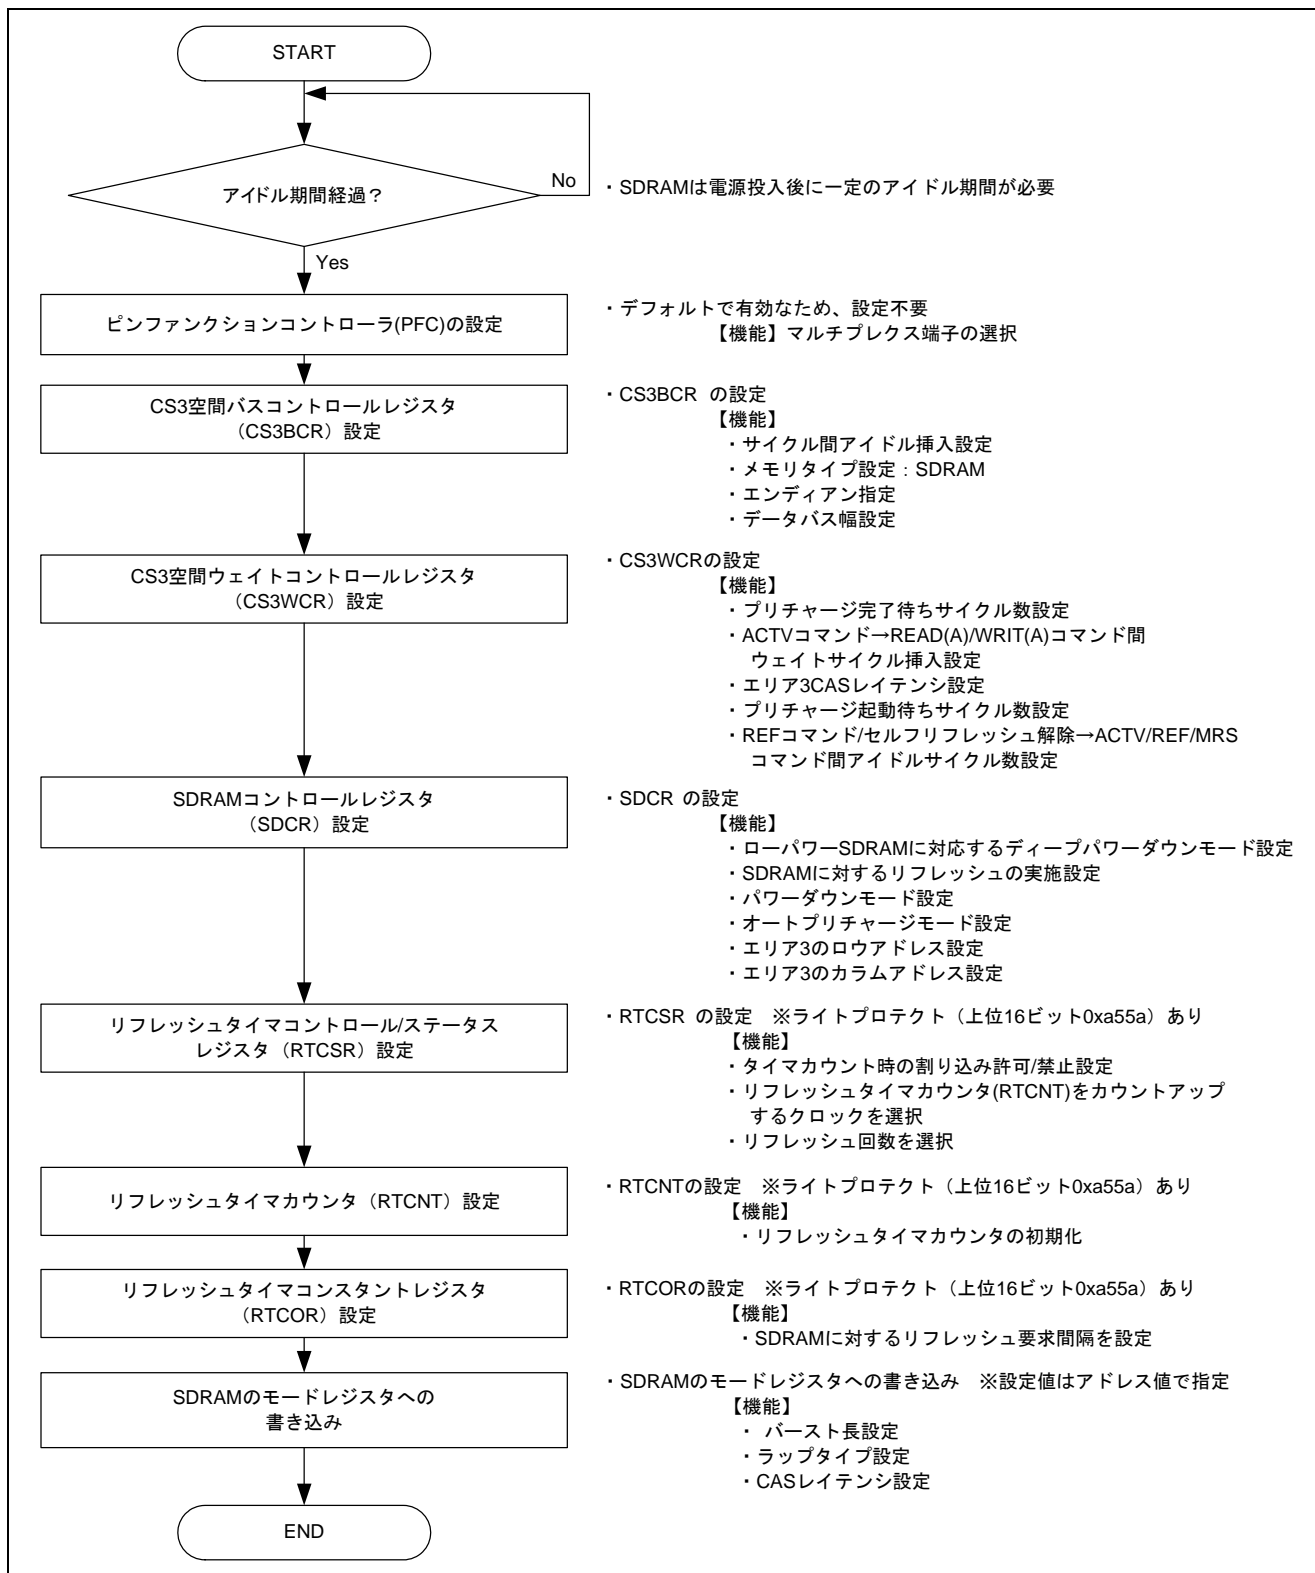 START
アイドル期間経過？
No
・SDRAMは電源投入後に一定のアイドル期間が必要
Yes
ピンファンクションコントローラ(PFC)の設定
・デフォルトで有効なため、設定不要
【機能】マルチプレクス端子の選択
CS3空間バスコントロールレジスタ
（CS3BCR）設定
・CS3BCR の設定
【機能】
・サイクル間アイドル挿入設定
・メモリタイプ設定：SDRAM
・エンディアン指定
・データバス幅設定
CS3空間ウェイトコントロールレジスタ
（CS3WCR）設定
・CS3WCRの設定
【機能】
・プリチャージ完了待ちサイクル数設定
・ACTVコマンド→READ(A)/WRIT(A)コマンド間
ウェイトサイクル挿入設定
・エリア3CASレイテンシ設定
・プリチャージ起動待ちサイクル数設定
・REFコマンド/セルフリフレッシュ解除→ACTV/REF/MRS
コマンド間アイドルサイクル数設定
SDRAMコントロールレジスタ
（SDCR）設定
・SDCR の設定
【機能】
・ローパワーSDRAMに対応するディープパワーダウンモード設定
・SDRAMに対するリフレッシュの実施設定
・パワーダウンモード設定
・オートプリチャージモード設定
・エリア3のロウアドレス設定
・エリア3のカラムアドレス設定
リフレッシュタイマコントロール/ステータス
レジスタ（RTCSR）設定
・RTCSR の設定　※ライトプロテクト（上位16ビット0xa55a）あり
【機能】
・タイマカウント時の割り込み許可/禁止設定
・リフレッシュタイマカウンタ(RTCNT)をカウントアップ
するクロックを選択
・リフレッシュ回数を選択
リフレッシュタイマカウンタ（RTCNT）設定
・RTCNTの設定　※ライトプロテクト（上位16ビット0xa55a）あり
【機能】
・リフレッシュタイマカウンタの初期化
リフレッシュタイマコンスタントレジスタ
（RTCOR）設定
・RTCORの設定　※ライトプロテクト（上位16ビット0xa55a）あり
【機能】
・SDRAMに対するリフレッシュ要求間隔を設定
SDRAMのモードレジスタへの
書き込み
・SDRAMのモードレジスタへの書き込み　※設定値はアドレス値で指定
【機能】
・ バースト長設定
・ラップタイプ設定
・CASレイテンシ設定
END